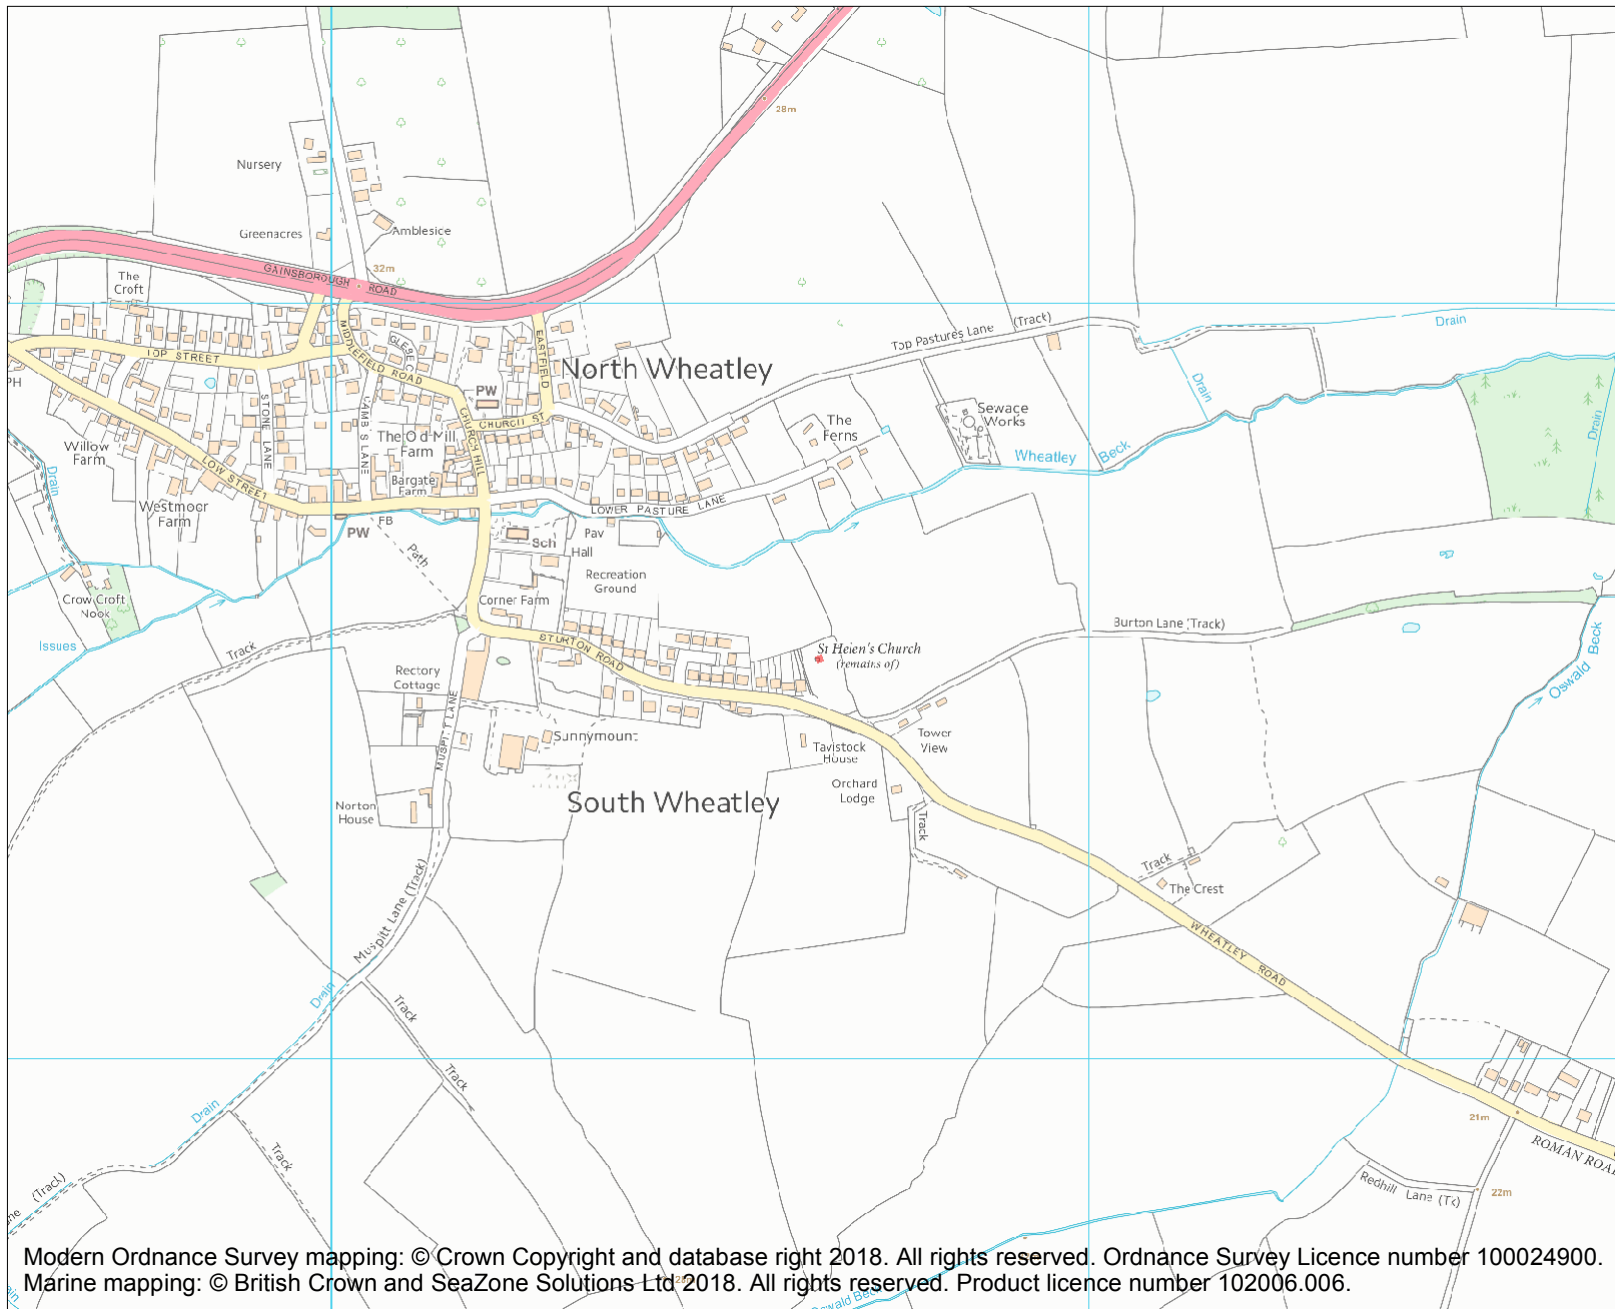 28m
Nursery
Greenacres
Amblesice
32m
GAINSBOROUGH ROAD
The
Croft
TOP STREET
MIDDLEFIELD ROAD
GLEBE C
EASTFIELD
North Wheatley
Top Pastures Lane (Track)
Drain
Drain
PH
PW
CHURCH ST
CHURCH HILL
STONE LANE
LAMB'S LANE
The O d Mill
Farm
Bargate
Farm
The
Ferns
Sewace
Works
Wheatley Beck
Drain
Willow
Farm
Drain
LOW STREET
Westmoor
Farm
LOWER PASTURE LANE
PW
FB
Path
Sch
Pav
Hall
Recreation
Ground
Crow Croft
Nook
Corner Farm
Issues
Track
STURTON ROAD
Burton Lane (Track)
St Heien's Church
(remains of)
Oswald Beck
Rectory
Cottage
MUSPITT LANE
Sunnymount
Tavistock
House
Tower
View
Orchard
Lodge
Norton
House
South Wheatley
Track
Track
The Crest
Muspitt Lane (Track)
WHEATLEY ROAD
Drain
Track
Track
Drain
Track
21m
ROMAN ROAD
Redhill Lane (Tk)
22m
(Track)
ne
Modern Ordnance Survey mapping: © Crown Copyright and database right 2018. All rights reserved. Ordnance Survey Licence number 100024900.
Marine mapping: © British Crown and SeaZone Solutions Ltd 2018. All rights reserved. Product licence number 102006.006.
swald Beck
ain